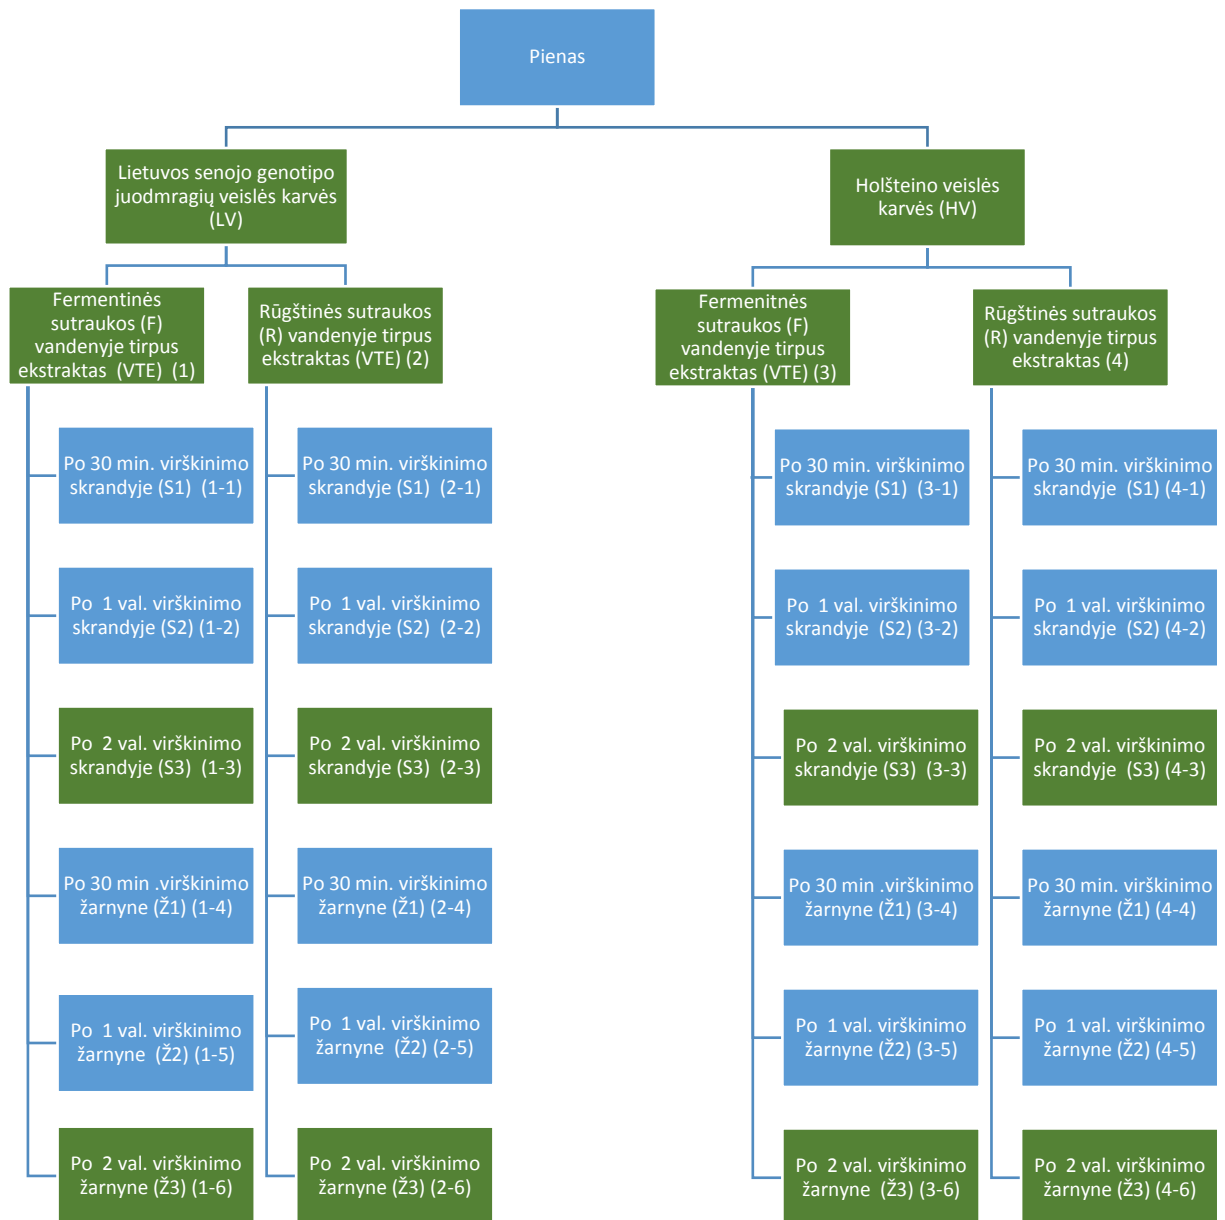 Pienas
Lietuvos senojo genotipo
juodmragių veislės karvės
(LV)
Holšteino veislės
karvės (HV)
Fermentinės
sutraukos (F)
vandenyje tirpus
ekstraktas (VTE) (1)
Rūgštinės sutraukos
(R) vandenyje tirpus
ekstraktas (VTE) (2)
Fermenitnės
sutraukos (F)
vandenyje tirpus
ekstraktas (VTE) (3)
Rūgštinės sutraukos
(R) vandenyje tirpus
ekstraktas (4)
Po 30 min. virškinimo
skrandyje (S1) (1-1)
Po 30 min. virškinimo
skrandyje (S1) (2-1)
Po 30 min. virškinimo
skrandyje (S1) (3-1)
Po 30 min. virškinimo
skrandyje (S1) (4-1)
Po 1 val. virškinimo
skrandyje (S2) (1-2)
Po 1 val. virškinimo
skrandyje (S2) (2-2)
Po 1 val. virškinimo
skrandyje (S2) (3-2)
Po 1 val. virškinimo
skrandyje (S2) (4-2)
Po 2 val. virškinimo
skrandyje (S3) (1-3)
Po 2 val. virškinimo
skrandyje (S3) (2-3)
Po 2 val. virškinimo
skrandyje (S3) (3-3)
Po 2 val. virškinimo
skrandyje (S3) (4-3)
Po 30 min .virškinimo
žarnyne (Ž1) (1-4)
Po 30 min. virškinimo
žarnyne (Ž1) (2-4)
Po 30 min .virškinimo
žarnyne (Ž1) (3-4)
Po 30 min. virškinimo
žarnyne (Ž1) (4-4)
Po 1 val. virškinimo
žarnyne (Ž2) (1-5)
Po 1 val. virškinimo
žarnyne (Ž2) (2-5)
Po 1 val. virškinimo
žarnyne (Ž2) (3-5)
Po 1 val. virškinimo
žarnyne (Ž2) (4-5)
Po 2 val. virškinimo
žarnyne (Ž3) (1-6)
Po 2 val. virškinimo
žarnyne (Ž3) (2-6)
Po 2 val. virškinimo
žarnyne (Ž3) (3-6)
Po 2 val. virškinimo
žarnyne (Ž3) (4-6)